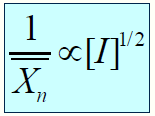 1/X̿ₙ ∝ [I]^{1/2}